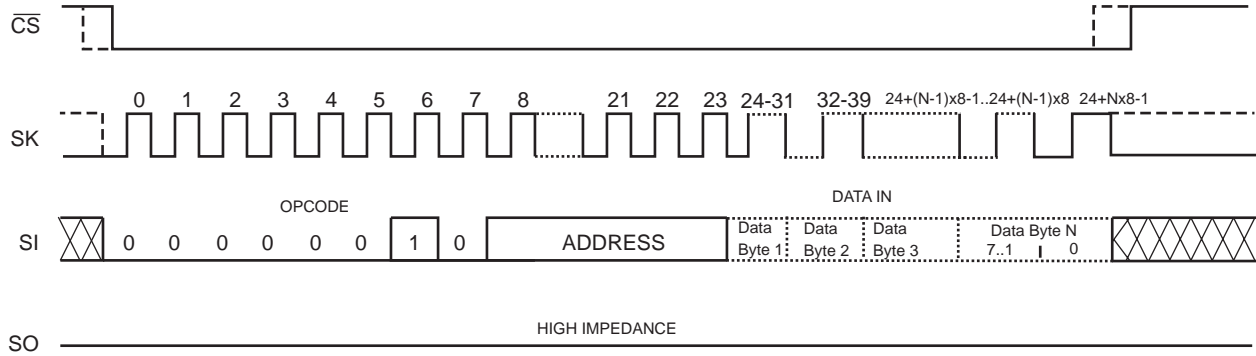 CS
0 1 2 3 4 5 6 7 8 21 22 23 24-31 32-39 24+(N-1)x8-1..24+(N-1)x8 24+Nx8-1
SK
OPCODE DATA IN
SI 0 0 0 0 0 0 1 0 ADDRESS Data Byte 1 Data Byte 2 Data Byte 3 Data Byte N 7..1 0
HIGH IMPEDANCE
SO